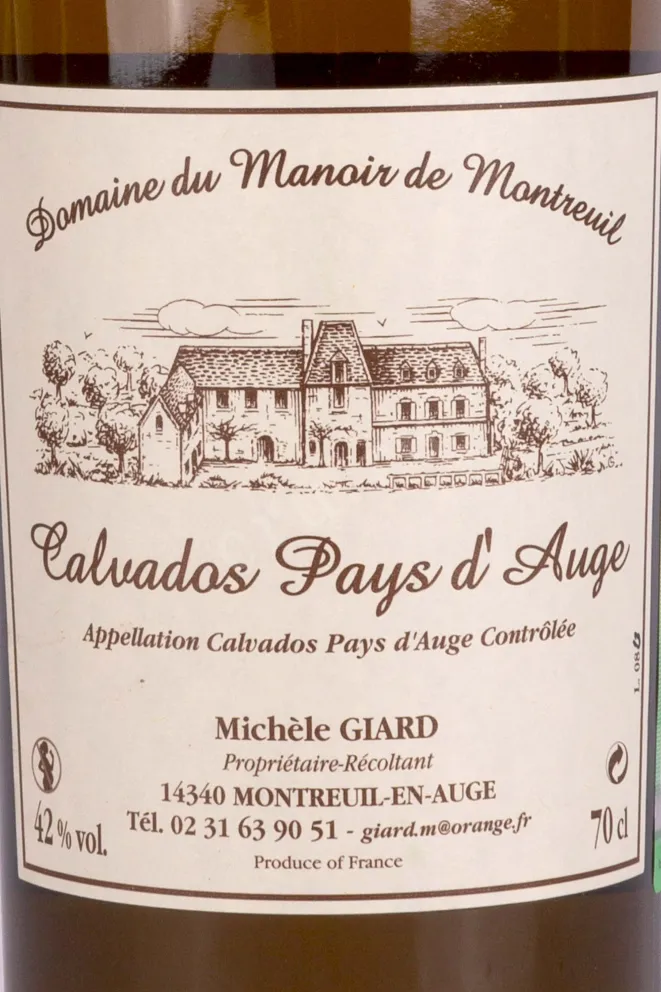 Domaine du Manoir de Montreuil
Calvados Pays d' Auge
Appellation Calvados Pays d'Auge Contrôlée
Michèle GIARD
Propriétaire-Récoltant
14340 MONTREUIL-EN-AUGE
Tél. 02 31 63 90 51 - giard.m@orange.fr
42 % vol.
70 cl
Produce of France